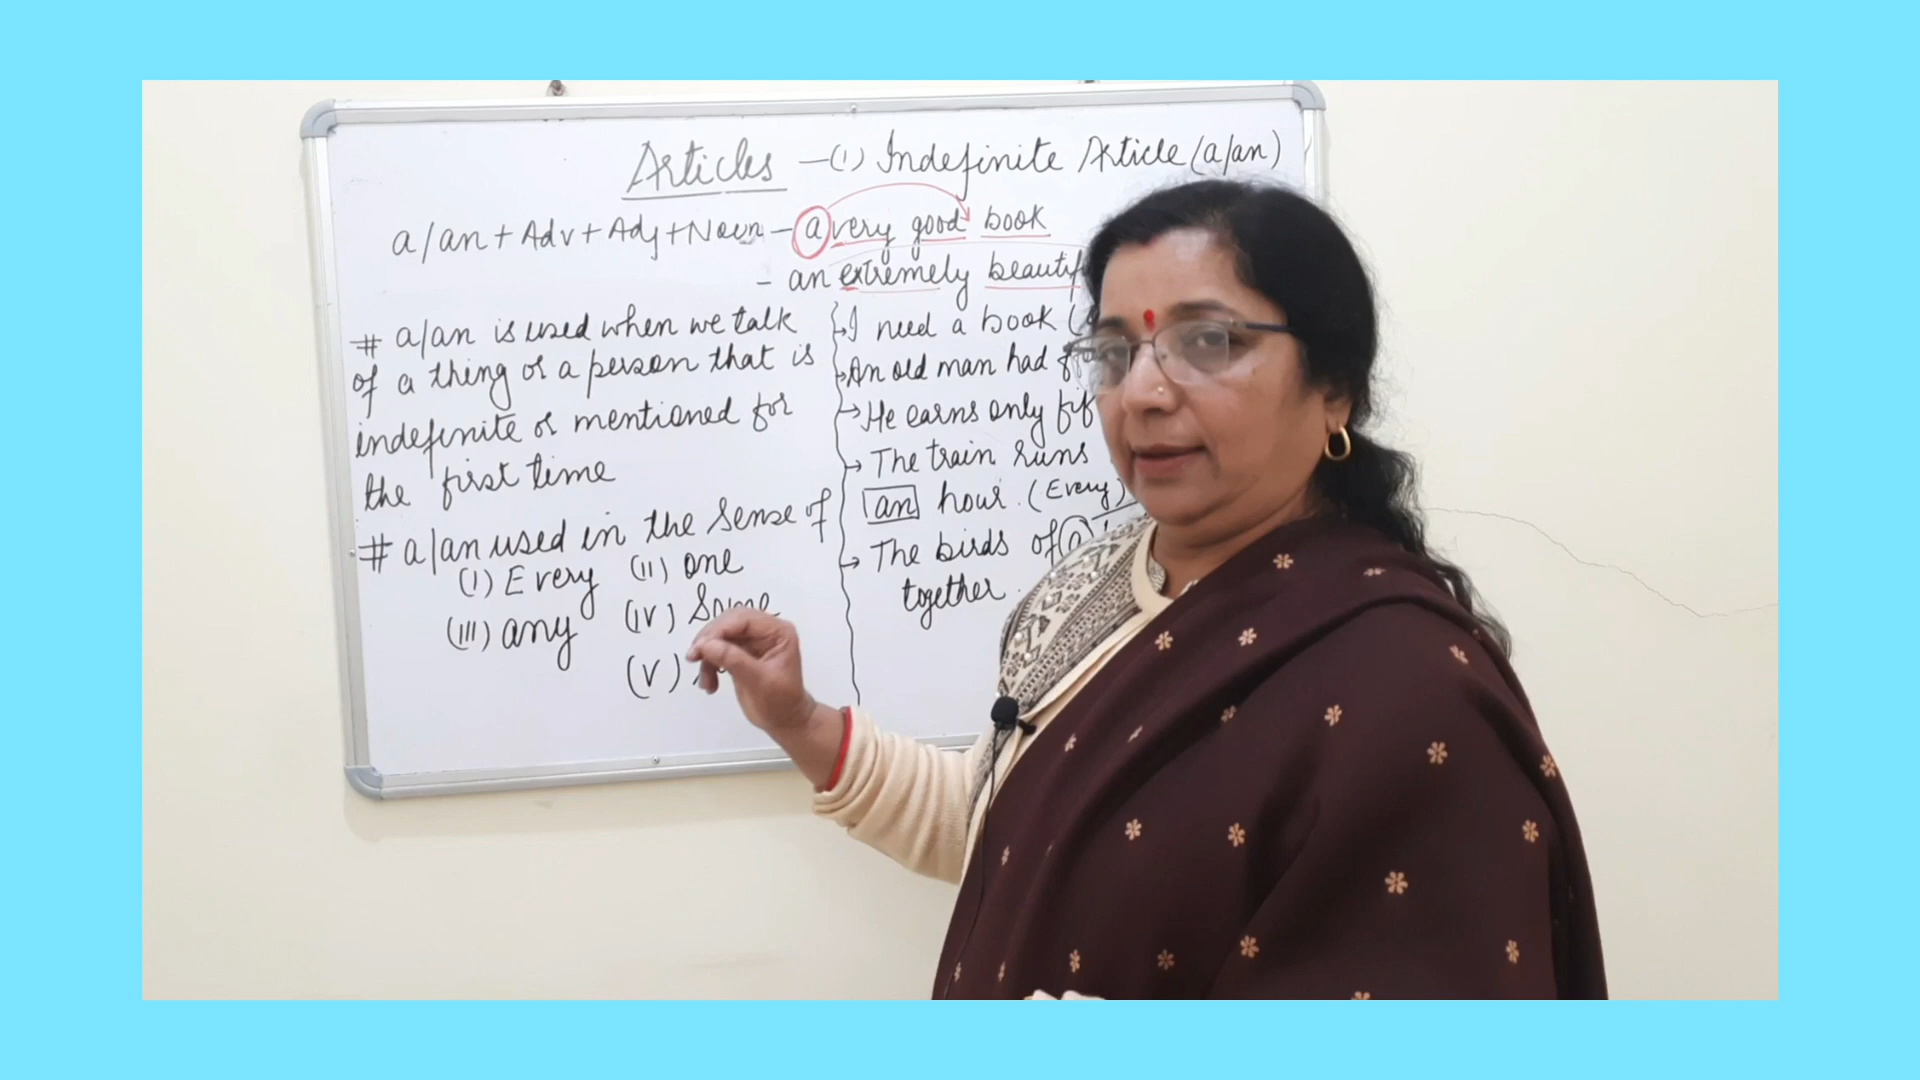 Articles – (1) Indefinite Article (a/an)
a/an + Adv + Adj + Noun – a very good book
– an extremely
# a/an is used when we talk
of a thing or a person that is
indefinite or mentioned for
the first time
# a/an used in the sense of
(I) Every (II) one
(III) any (IV) Some
(V)
→ I need a book (
→ An old man had
→ He earns only
→ The train runs
an hour. (Every)
→ The birds of a
together.